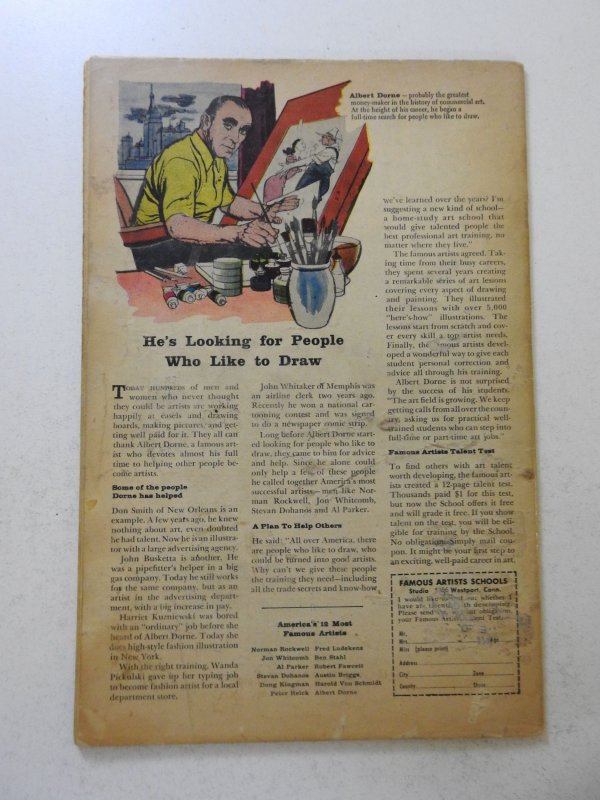 Albert Dorne — probably the greatest
money-maker in the history of commercial art.
At the height of his career, he began a
full-time search for people who like to draw.
He's Looking for People
Who Like to Draw
TODAY HUNDREDS of men and
women who never thought
they could be artists are working
happily at easels and drawing
boards, making pictures, and get-
ting well paid for it. They all can
thank Albert Dorne, a famous art-
ist who devotes almost his full
time to helping other people be-
come artists.
Some of the people
Dorne has helped
Don Smith of New Orleans is an
example. A few years ago, he knew
nothing about art, even doubted
he had talent. Now he is an illustra-
tor with a large advertising agency.
John Busketta is another. He
was a pipefitter's helper in a big
gas company. Today he still works
for the same company, but as an
artist in the advertising depart-
ment, with a big increase in pay.
Harriet Kuzniewski was bored
with an "ordinary" job before she
heard of Albert Dorne. Today she
does high-style fashion illustration
in New York.
With the right training, Wanda
Pickulski gave up her typing job
to become fashion artist for a local
department store.
John Whitaker of Memphis was
an airline clerk two years ago.
Recently he won a national car-
tooning contest and was signed
to do a newspaper comic strip.
Long before Albert Dorne start-
ed looking for people who like to
draw, they came to him for advice
and help. Since he alone could
only help a few of these people
he called together America's most
successful artists—men like Nor-
man Rockwell, Jon Whitcomb,
Stevan Dohanos and Al Parker.
A Plan To Help Others
He said: "All over America, there
are people who like to draw, who
could be turned into good artists.
Why can't we give these people
the training they need—including
all the trade secrets and know-how
America's 12 Most
Famous Artists
Norman Rockwell Fred Ludekens
Jon Whitcomb Ben Stahl
Al Parker Robert Fawcett
Stevan Dohanos Austin Briggs
Dong Kingman Harold Von Schmidt
Peter Helck Albert Dorne
we've learned over the years? I'm
suggesting a new kind of school—
a home-study art school that
would give talented people the
best professional art training, no
matter where they live."
The famous artists agreed. Tak-
ing time from their busy careers,
they spent several years creating
a remarkable series of art lessons
covering every aspect of drawing
and painting. They illustrated
their lessons with over 5,000
"here's-how" illustrations. The
lessons start from scratch and cov-
er every skill a top artist needs.
Finally, the famous artists devel-
oped a wonderful way to give each
student personal correction and
advice all through his training.
Albert Dorne is not surprised
by the success of his students.
"The art field is growing. We keep
getting calls from all over the coun-
try, asking us for practical well-
trained students who can step into
full-time or part-time art jobs."
Famous Artists Talent Test
To find others with art talent
worth developing, the famous art-
ists created a 12-page talent test.
Thousands paid $1 for this test,
but now the School offers it free
and will grade it free. If you show
talent on the test, you will be eli-
gible for training by the School.
No obligation. Simply mail cou-
pon. It might be your first step to
an exciting, well-paid career in art.
FAMOUS ARTISTS SCHOOLS
Studio Westport, Conn.
I would like to find out whether I
have art talent worth developing.
Please send without obligation,
your Famous Artists Talent Test.
Mr.
Mrs. Age
Miss (please print)
Address
City Zone
County State